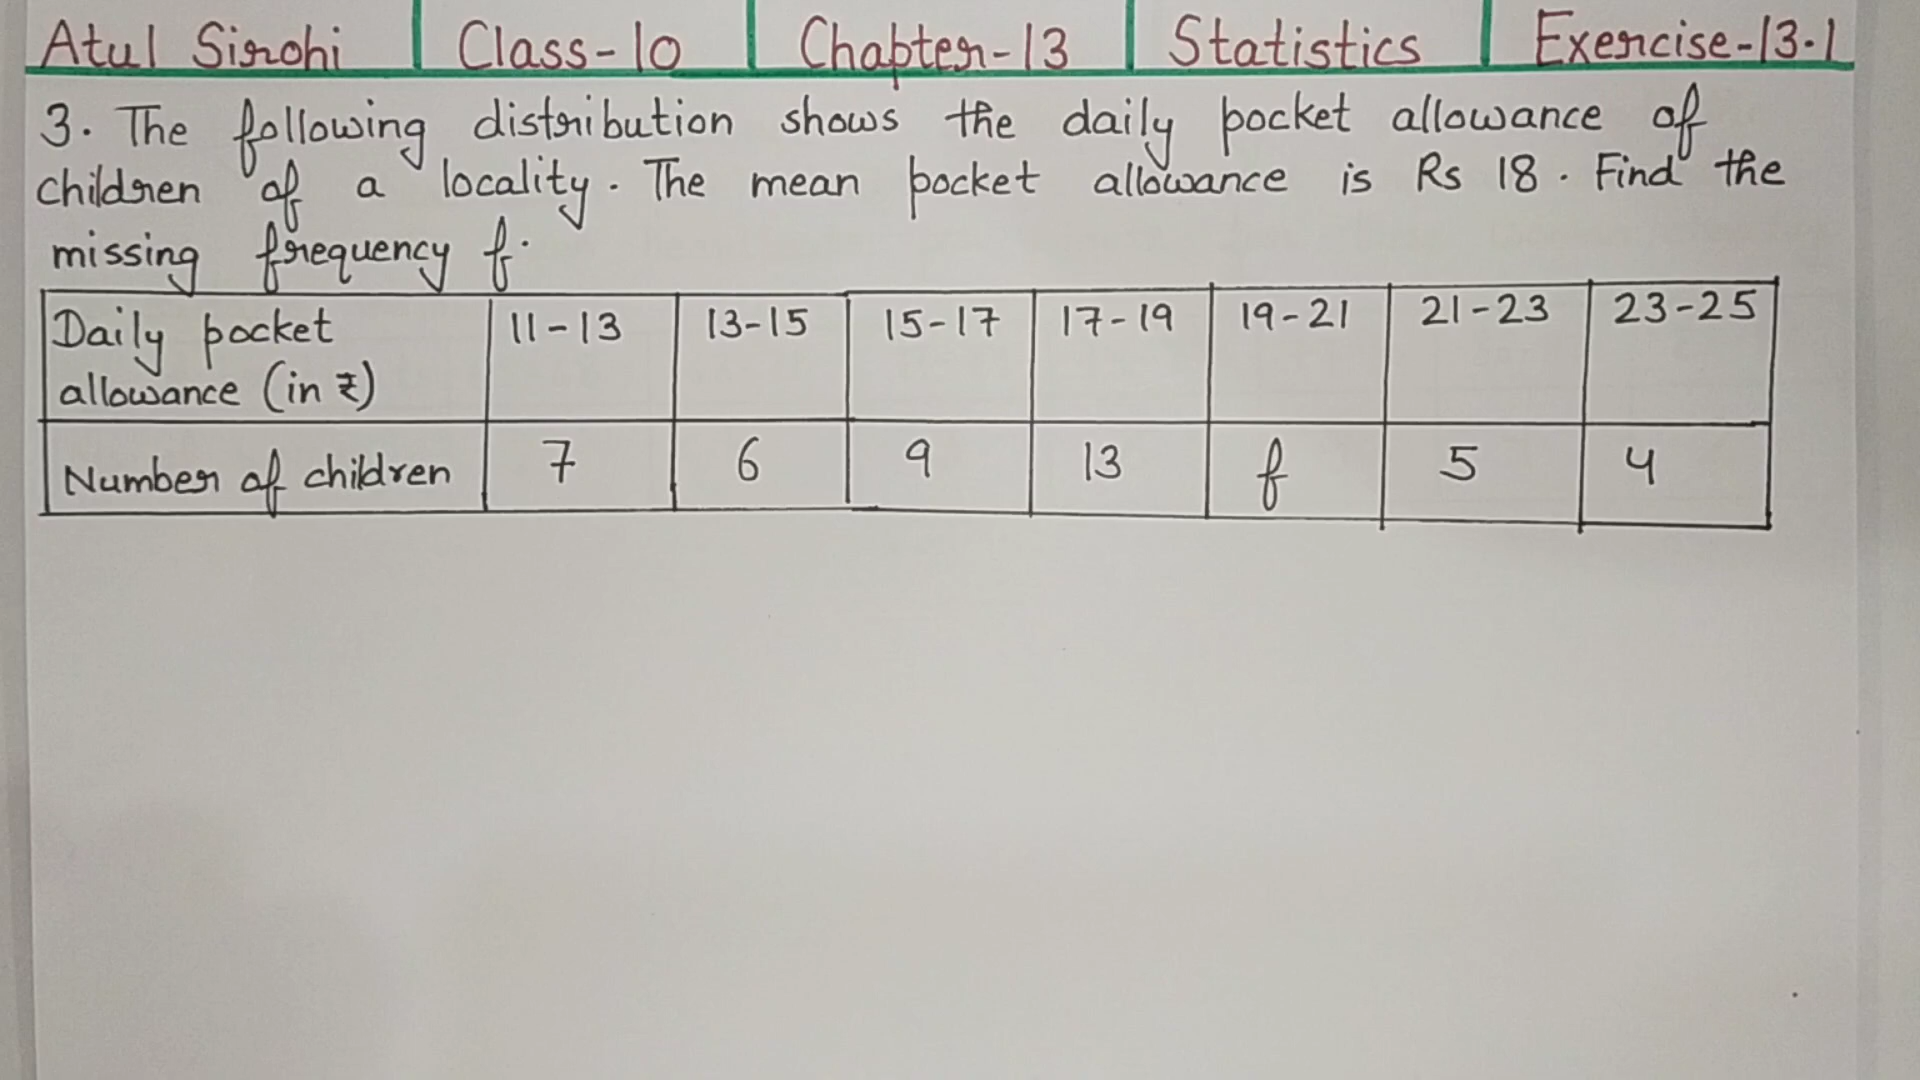 Atul Sirohi | Class-10 | Chapter-13 | Statistics | Exercise-13.1
3. The following distribution shows the daily pocket allowance of
children of a locality. The mean pocket allowance is Rs 18. Find the
missing frequency f.
Daily pocket allowance (in ₹) | 11-13 | 13-15 | 15-17 | 17-19 | 19-21 | 21-23 | 23-25
Number of children | 7 | 6 | 9 | 13 | f | 5 | 4